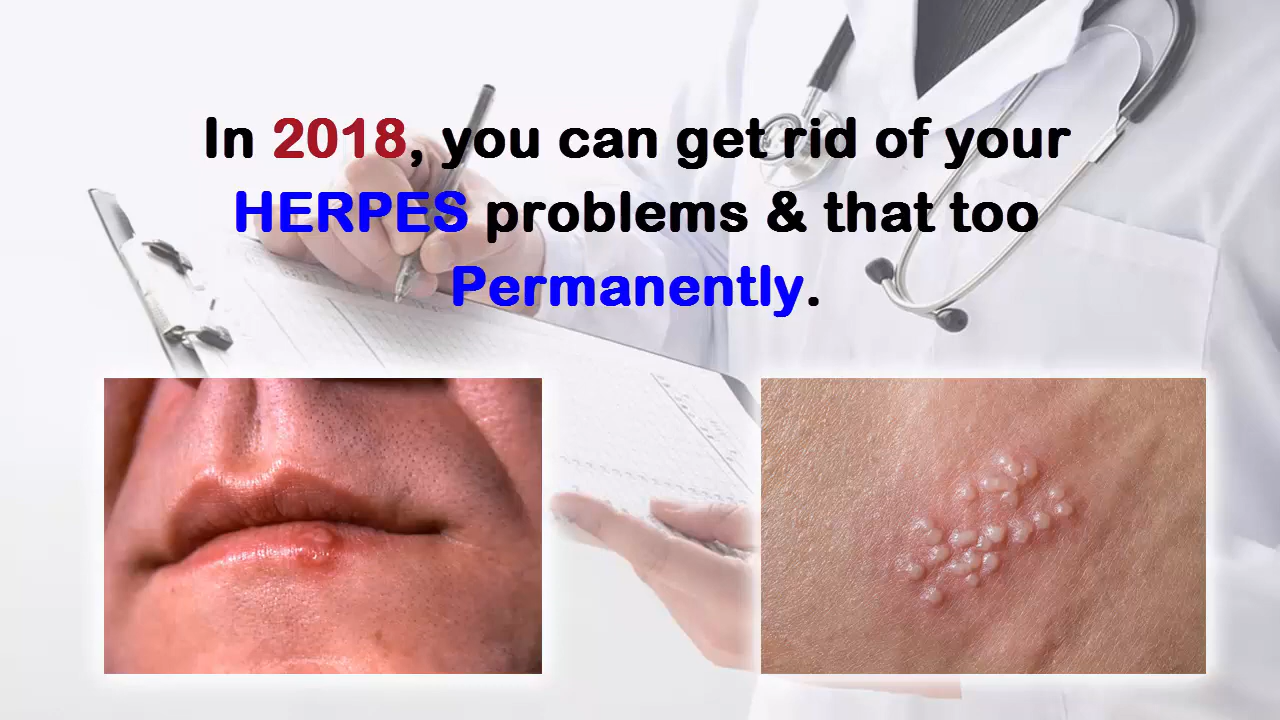 In 2018, you can get rid of your
HERPES problems & that too
Permanently.